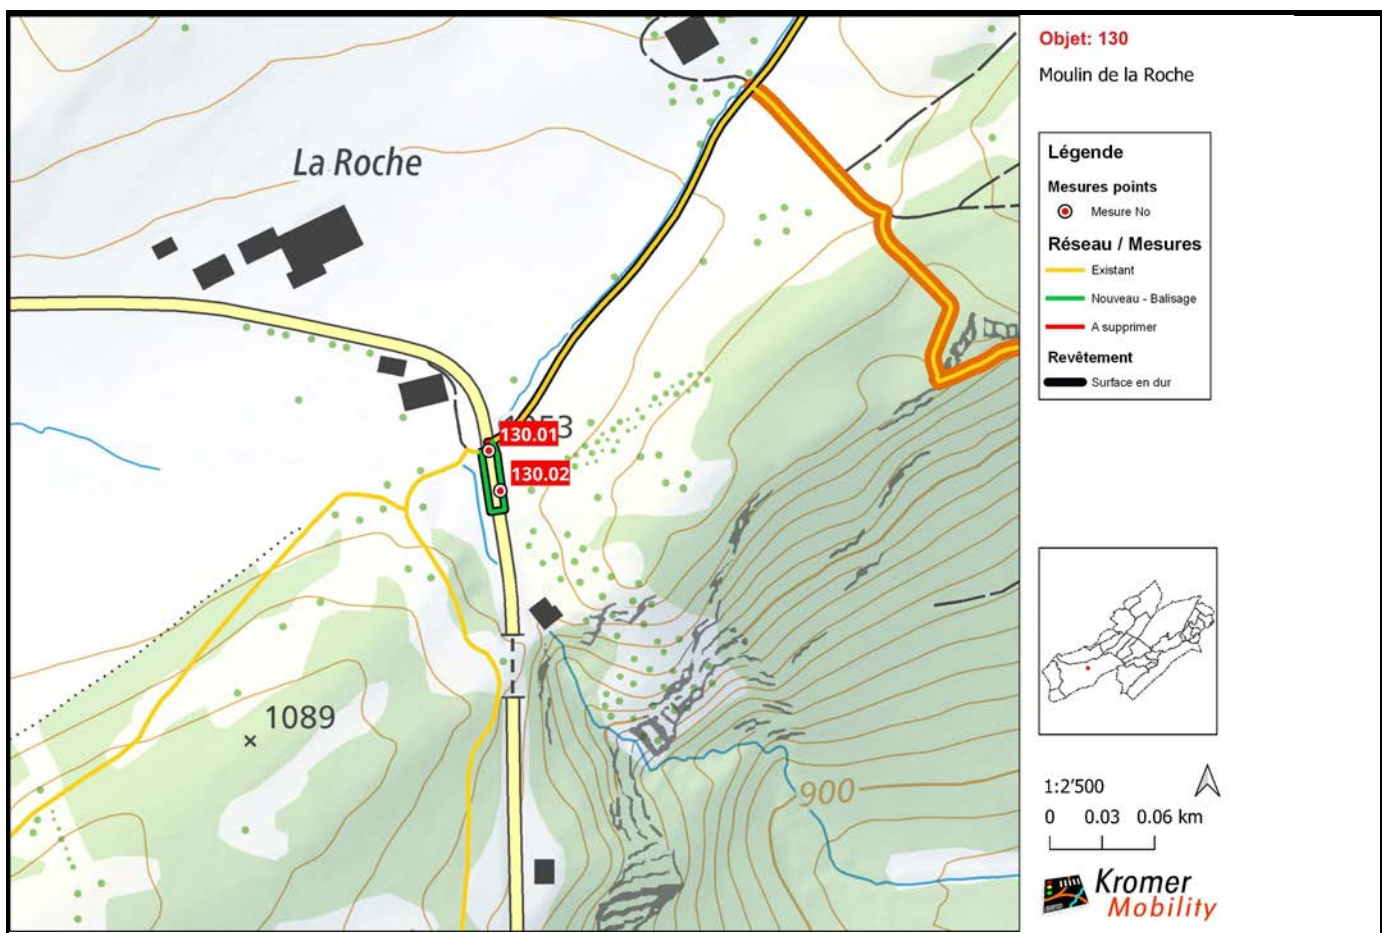 La Roche
130.01
130.02
1089
900
Objet: 130
Moulin de la Roche
Légende
Mesures points
Mesure No
Réseau / Mesures
Existant
Nouveau - Balisage
A supprimer
Revêtement
Surface en dur
1:2'500
0 0.03 0.06 km
Kromer
Mobility